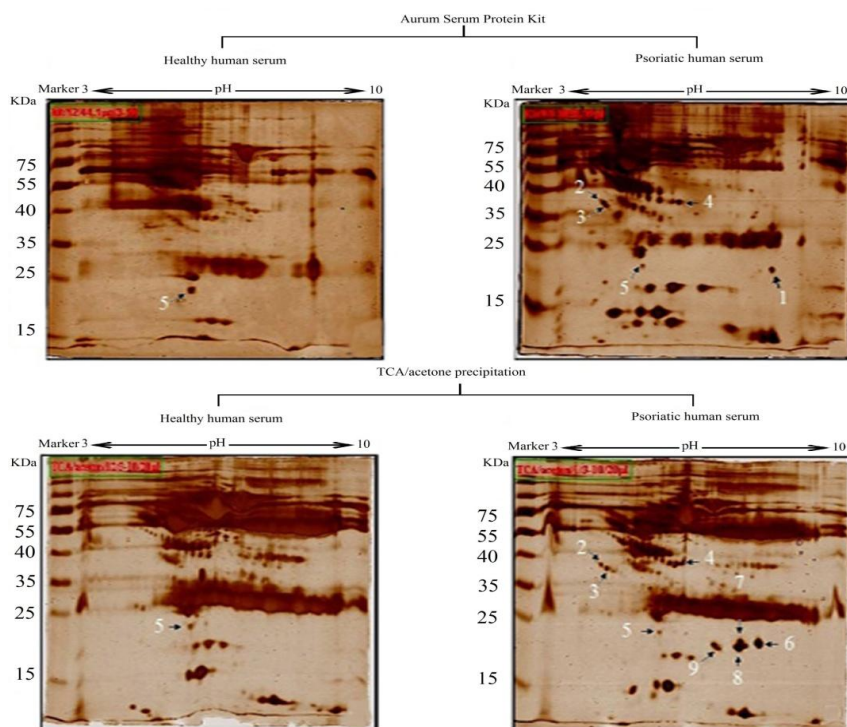 Aurum Serum Protein Kit
Healthy human serum
Psoriatic human serum
Marker 3 pH 10
Marker 3 pH 10
KDa
75
55
40
35
25
15
5
KDa
75
55
40
35
25
15
2
3
4
5
1
TCA/acetone precipitation
Healthy human serum
Psoriatic human serum
Marker 3 pH 10
Marker 3 pH 10
KDa
75
55
40
35
25
15
5
KDa
75
55
40
35
25
15
2
3
4
7
5
6
9
8